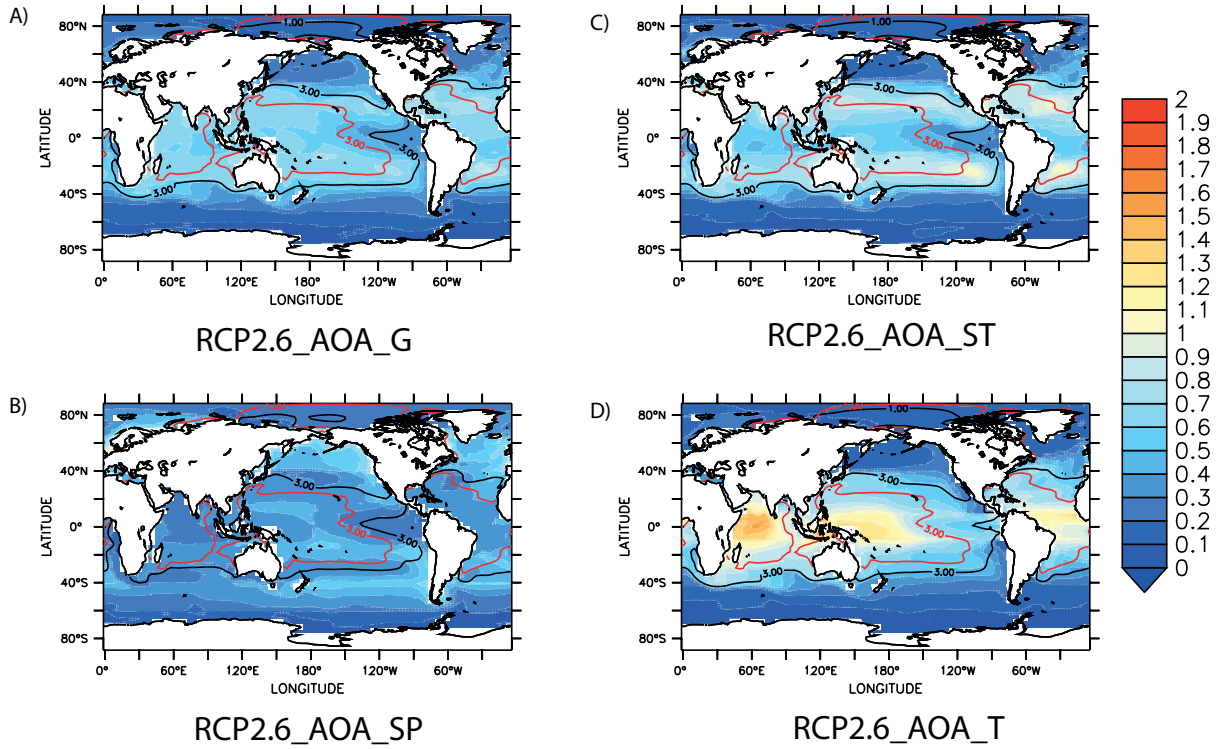 A)
80°N
40°N
0°
40°S
80°S
LATITUDE
1.00
1.00
3.00
3.00
3.00
0° 60°E 120°E 180° 120°W 60°W
LONGITUDE
RCP2.6_AOA_G
C)
80°N
40°N
0°
40°S
80°S
LATITUDE
1.00
3.00
3.00
3.00
0° 60°E 120°E 180° 120°W 60°W
LONGITUDE
RCP2.6_AOA_ST
B)
80°N
40°N
0°
40°S
80°S
LATITUDE
1.00
3.00
3.00
3.00
0° 60°E 120°E 180° 120°W 60°W
LONGITUDE
RCP2.6_AOA_SP
D)
80°N
40°N
0°
40°S
80°S
LATITUDE
1.00
1.00
3.00
3.00
3.00
0° 60°E 120°E 180° 120°W 60°W
LONGITUDE
RCP2.6_AOA_T
2
1.9
1.8
1.7
1.6
1.5
1.4
1.3
1.2
1.1
1
0.9
0.8
0.7
0.6
0.5
0.4
0.3
0.2
0.1
0